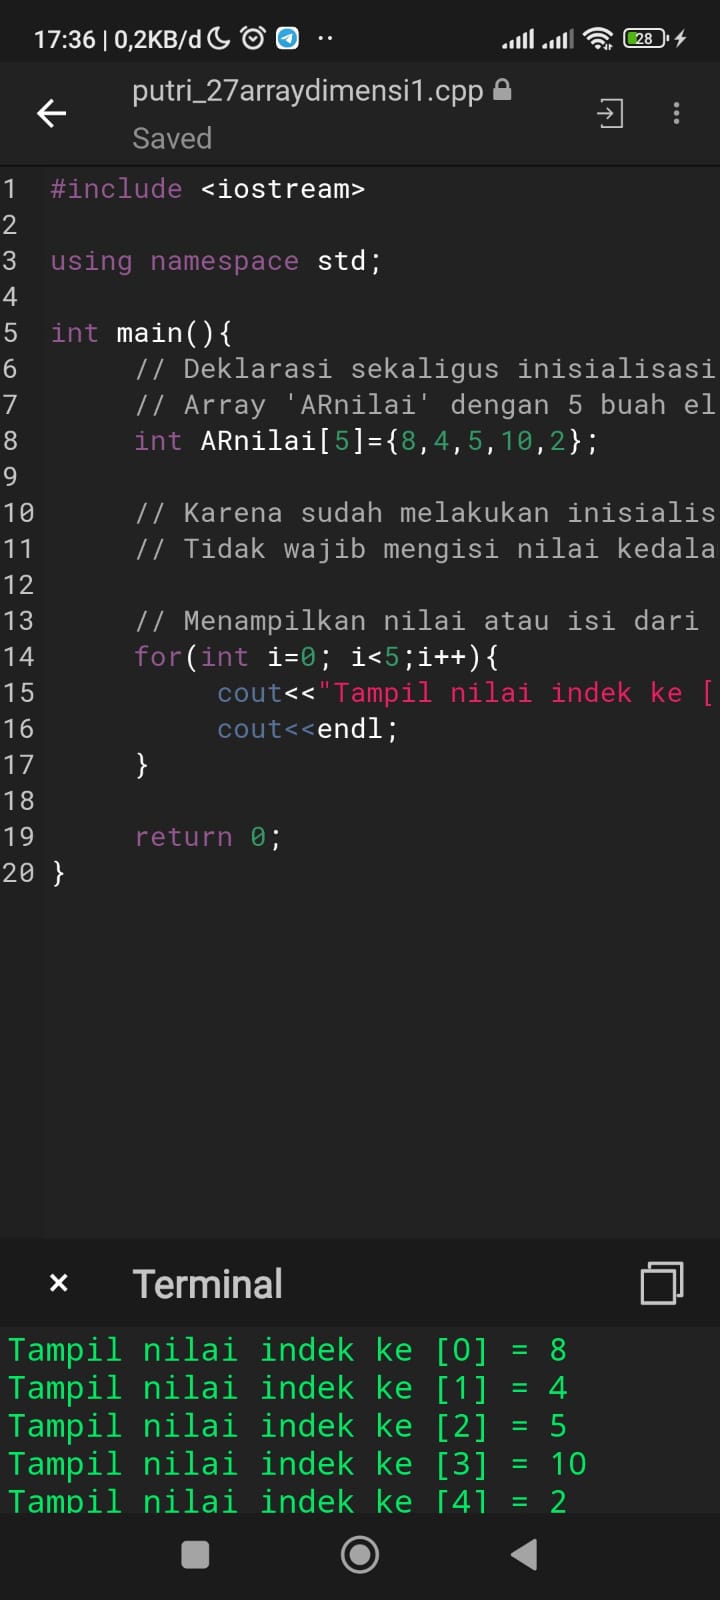 17:36 | 0,2KB/d 28
putri_27arraydimensi1.cpp
Saved
1 #include <iostream>
2
3 using namespace std;
4
5 int main(){
6 // Deklarasi sekaligus inisialisasi
7 // Array 'ARnilai' dengan 5 buah el
8 int ARnilai[5]={8,4,5,10,2};
9
10 // Karena sudah melakukan inisialis
11 // Tidak wajib mengisi nilai kedala
12
13 // Menampilkan nilai atau isi dari
14 for(int i=0; i<5;i++){
15 cout<<"Tampil nilai indek ke [
16 cout<<endl;
17 }
18
19 return 0;
20 }
× Terminal
Tampil nilai indek ke [0] = 8
Tampil nilai indek ke [1] = 4
Tampil nilai indek ke [2] = 5
Tampil nilai indek ke [3] = 10
Tampil nilai indek ke [4] = 2